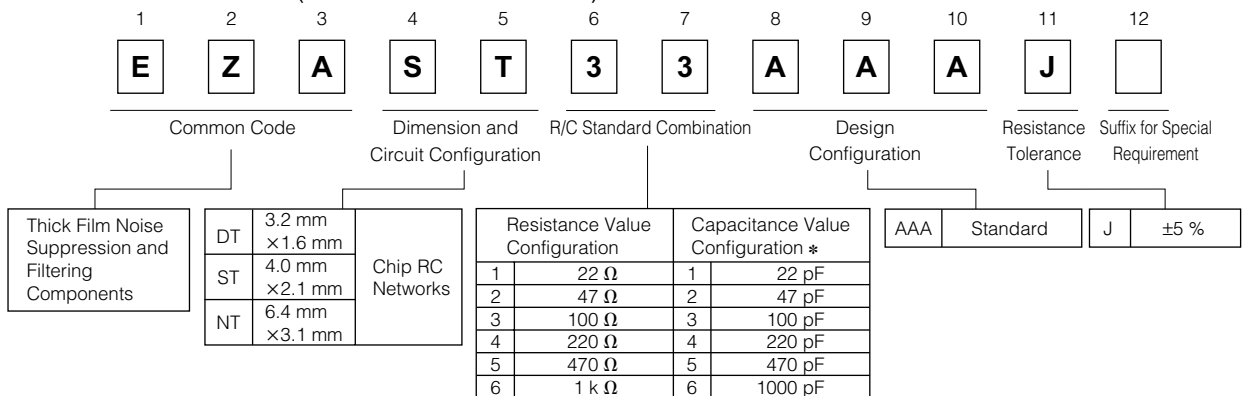 1 2 3 4 5 6 7 8 9 10 11 12
E Z A S T 3 3 A A A J
Common Code
Dimension and
Circuit Configuration
R/C Standard Combination
Design
Configuration
Resistance
Tolerance
Suffix for Special
Requirement
Thick Film Noise
Suppression and
Filtering
Components
DT 3.2 mm
×1.6 mm
ST 4.0 mm
×2.1 mm
NT 6.4 mm
×3.1 mm
Chip RC
Networks
Resistance Value
Configuration
Capacitance Value
Configuration *
1 22 Ω 1 22 pF
2 47 Ω 2 47 pF
3 100 Ω 3 100 pF
4 220 Ω 4 220 pF
5 470 Ω 5 470 pF
6 1 k Ω 6 1000 pF
AAA Standard
J ±5 %